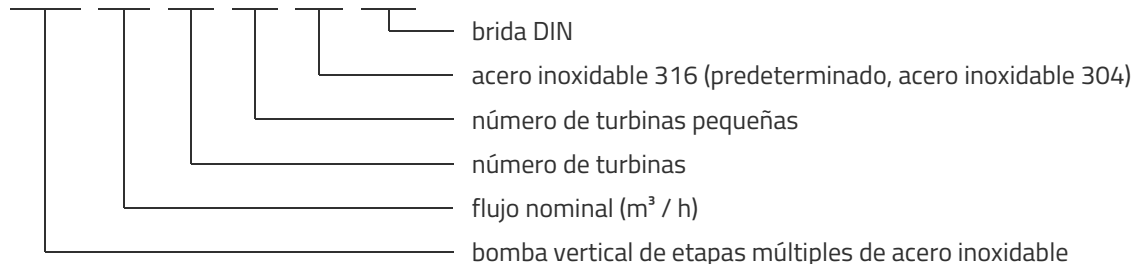 brida DIN
acero inoxidable 316 (predeterminado, acero inoxidable 304)
número de turbinas pequeñas
número de turbinas
flujo nominal (m³ / h)
bomba vertical de etapas múltiples de acero inoxidable